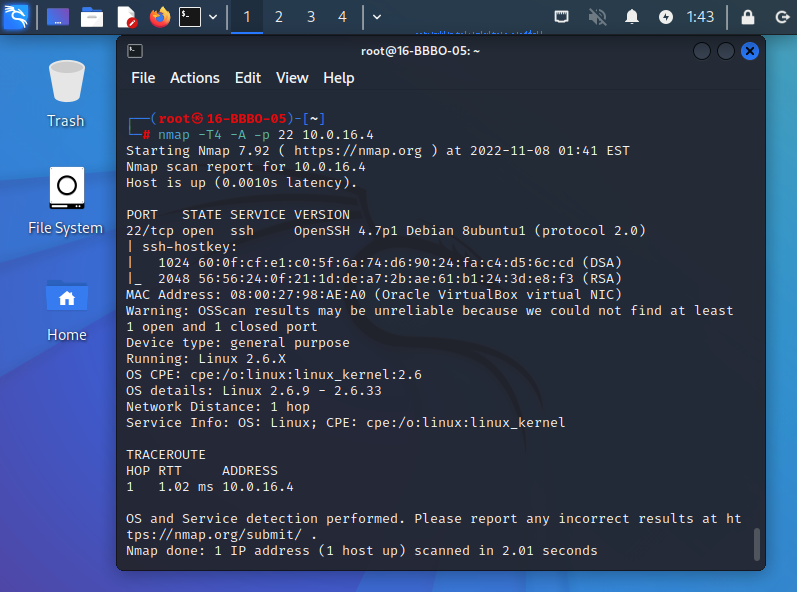 1 2 3 4 1:43
root@16-BBBO-05: ~
File Actions Edit View Help
Trash
File System
Home
┌──(root㉿16-BBBO-05)-[~]
└─# nmap -T4 -A -p 22 10.0.16.4
Starting Nmap 7.92 ( https://nmap.org ) at 2022-11-08 01:41 EST
Nmap scan report for 10.0.16.4
Host is up (0.0010s latency).
PORT   STATE SERVICE VERSION
22/tcp open  ssh     OpenSSH 4.7p1 Debian 8ubuntu1 (protocol 2.0)
| ssh-hostkey:
|   1024 60:0f:cf:e1:c0:5f:6a:74:d6:90:24:fa:c4:d5:6c:cd (DSA)
|_  2048 56:56:24:0f:21:1d:de:a7:2b:ae:61:b1:24:3d:e8:f3 (RSA)
MAC Address: 08:00:27:98:AE:A0 (Oracle VirtualBox virtual NIC)
Warning: OSScan results may be unreliable because we could not find at least
1 open and 1 closed port
Device type: general purpose
Running: Linux 2.6.X
OS CPE: cpe:/o:linux:linux_kernel:2.6
OS details: Linux 2.6.9 - 2.6.33
Network Distance: 1 hop
Service Info: OS: Linux; CPE: cpe:/o:linux:linux_kernel
TRACEROUTE
HOP RTT     ADDRESS
1   1.02 ms 10.0.16.4
OS and Service detection performed. Please report any incorrect results at ht
tps://nmap.org/submit/ .
Nmap done: 1 IP address (1 host up) scanned in 2.01 seconds